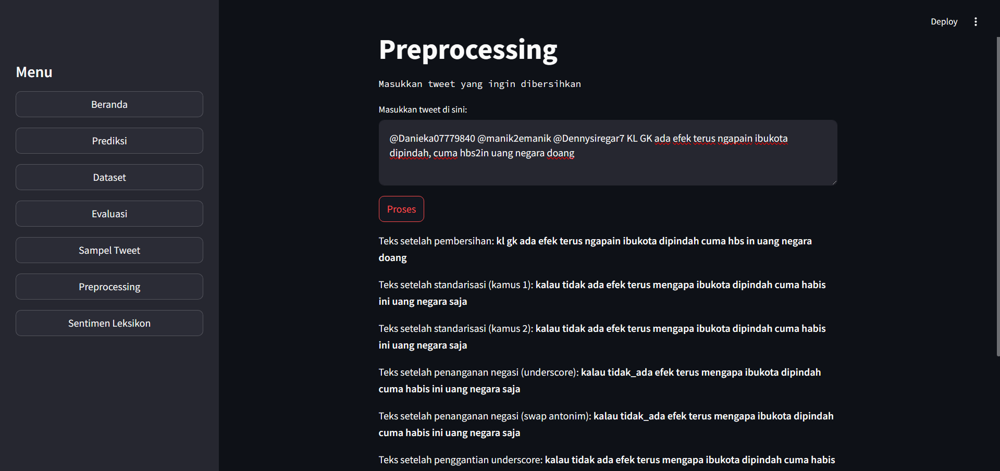 Deploy
Menu
Beranda
Prediksi
Dataset
Evaluasi
Sampel Tweet
Preprocessing
Sentimen Leksikon
Preprocessing
Masukkan tweet yang ingin dibersihkan
Masukkan tweet di sini:
@Danieka07779840 @manik2emanik @Dennysiregar7 KL GK ada efek terus ngapain ibukota
dipindah, cuma hbs2in uang negara doang
Proses
Teks setelah pembersihan: kl gk ada efek terus ngapain ibukota dipindah cuma hbs in uang negara
doang
Teks setelah standarisasi (kamus 1): kalau tidak ada efek terus mengapa ibukota dipindah cuma habis
ini uang negara saja
Teks setelah standarisasi (kamus 2): kalau tidak ada efek terus mengapa ibukota dipindah cuma habis
ini uang negara saja
Teks setelah penanganan negasi (underscore): kalau tidak_ada efek terus mengapa ibukota dipindah
cuma habis ini uang negara saja
Teks setelah penanganan negasi (swap antonim): kalau tidak_ada efek terus mengapa ibukota dipindah
cuma habis ini uang negara saja
Teks setelah penggantian underscore: kalau tidak ada efek terus mengapa ibukota dipindah cuma habis